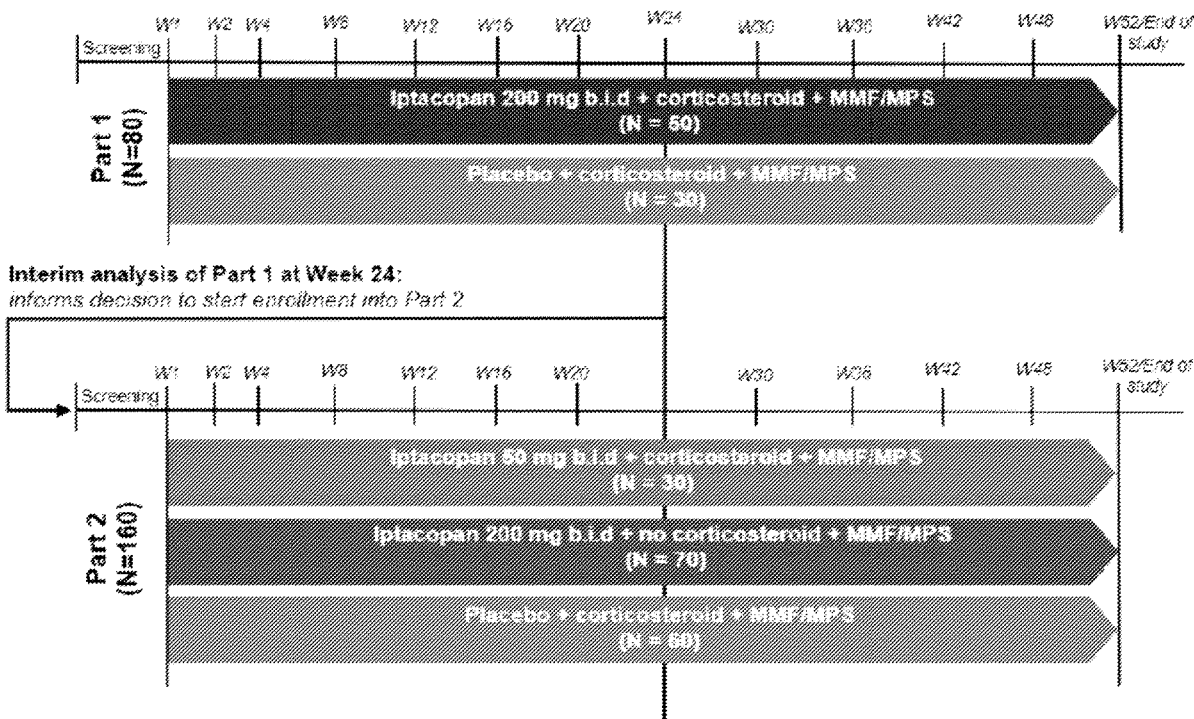 W1 W2 W4 W8 W12 W16 W20 W24 W30 W36 W42 W48 W52/End of
study
Screening
Iptacopan 200 mg b.i.d + corticosteroid + MMF/MPS
(N = 50)
Part 1
(N=80)
Placebo + corticosteroid + MMF/MPS
(N = 30)
Interim analysis of Part 1 at Week 24:
informs decision to start enrollment into Part 2
W1 W2 W4 W8 W12 W16 W20 W30 W36 W42 W48 W52/End of
study
Screening
Iptacopan 50 mg b.i.d + corticosteroid + MMF/MPS
(N = 30)
Part 2
(N=160)
Iptacopan 200 mg b.i.d + no corticosteroid + MMF/MPS
(N = 70)
Placebo + corticosteroid + MMF/MPS
(N = 60)